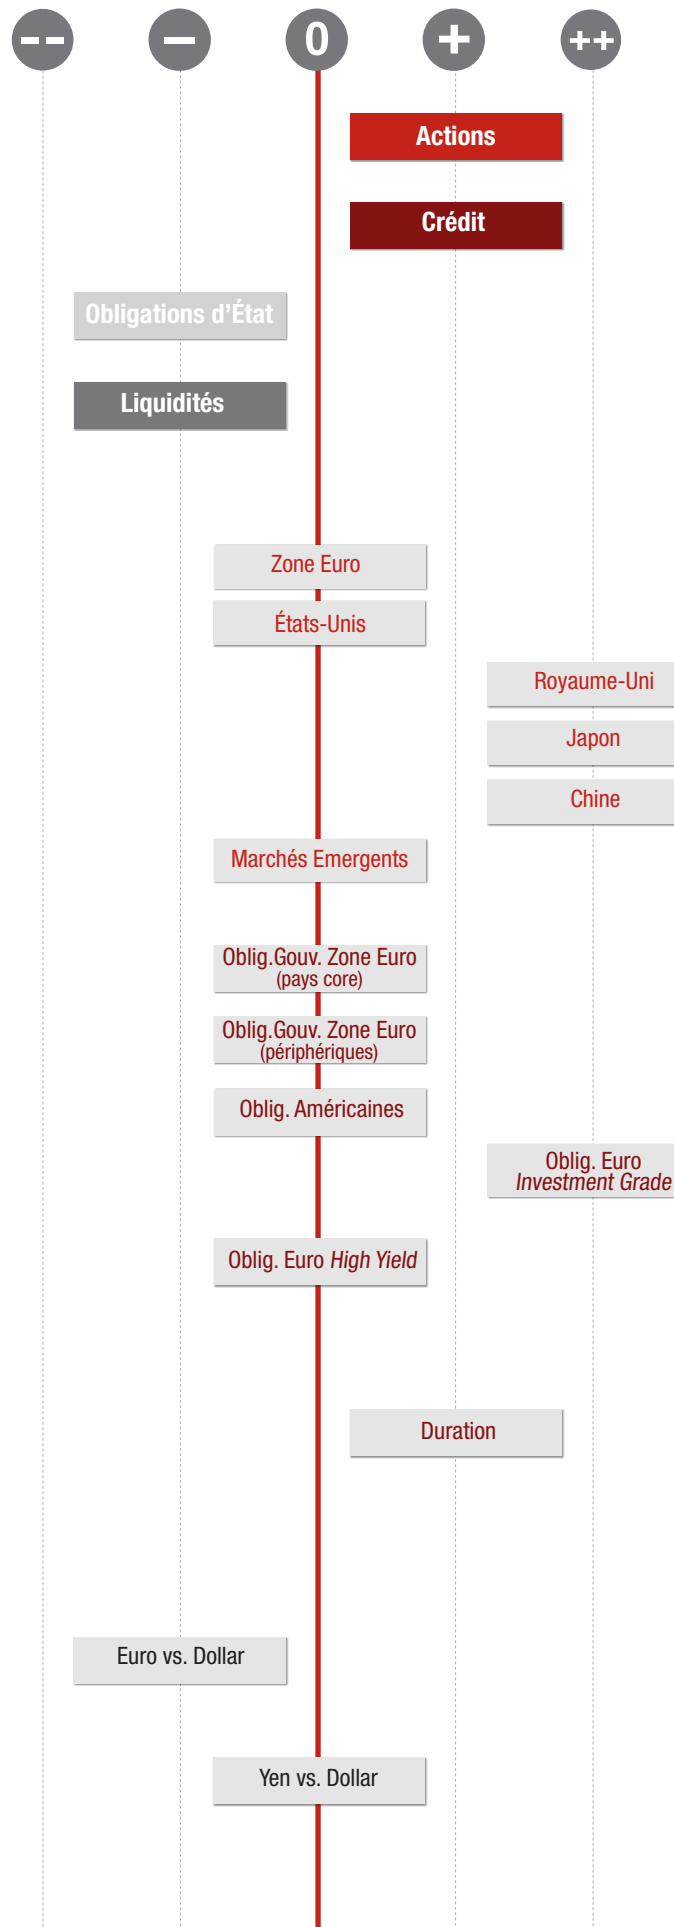 −− − 0 + ++
Actions
Crédit
Obligations d'État
Liquidités
Zone Euro
États-Unis
Royaume-Uni
Japon
Chine
Marchés Emergents
Oblig.Gouv. Zone Euro
(pays core)
Oblig.Gouv. Zone Euro
(périphériques)
Oblig. Américaines
Oblig. Euro
Investment Grade
Oblig. Euro High Yield
Duration
Euro vs. Dollar
Yen vs. Dollar